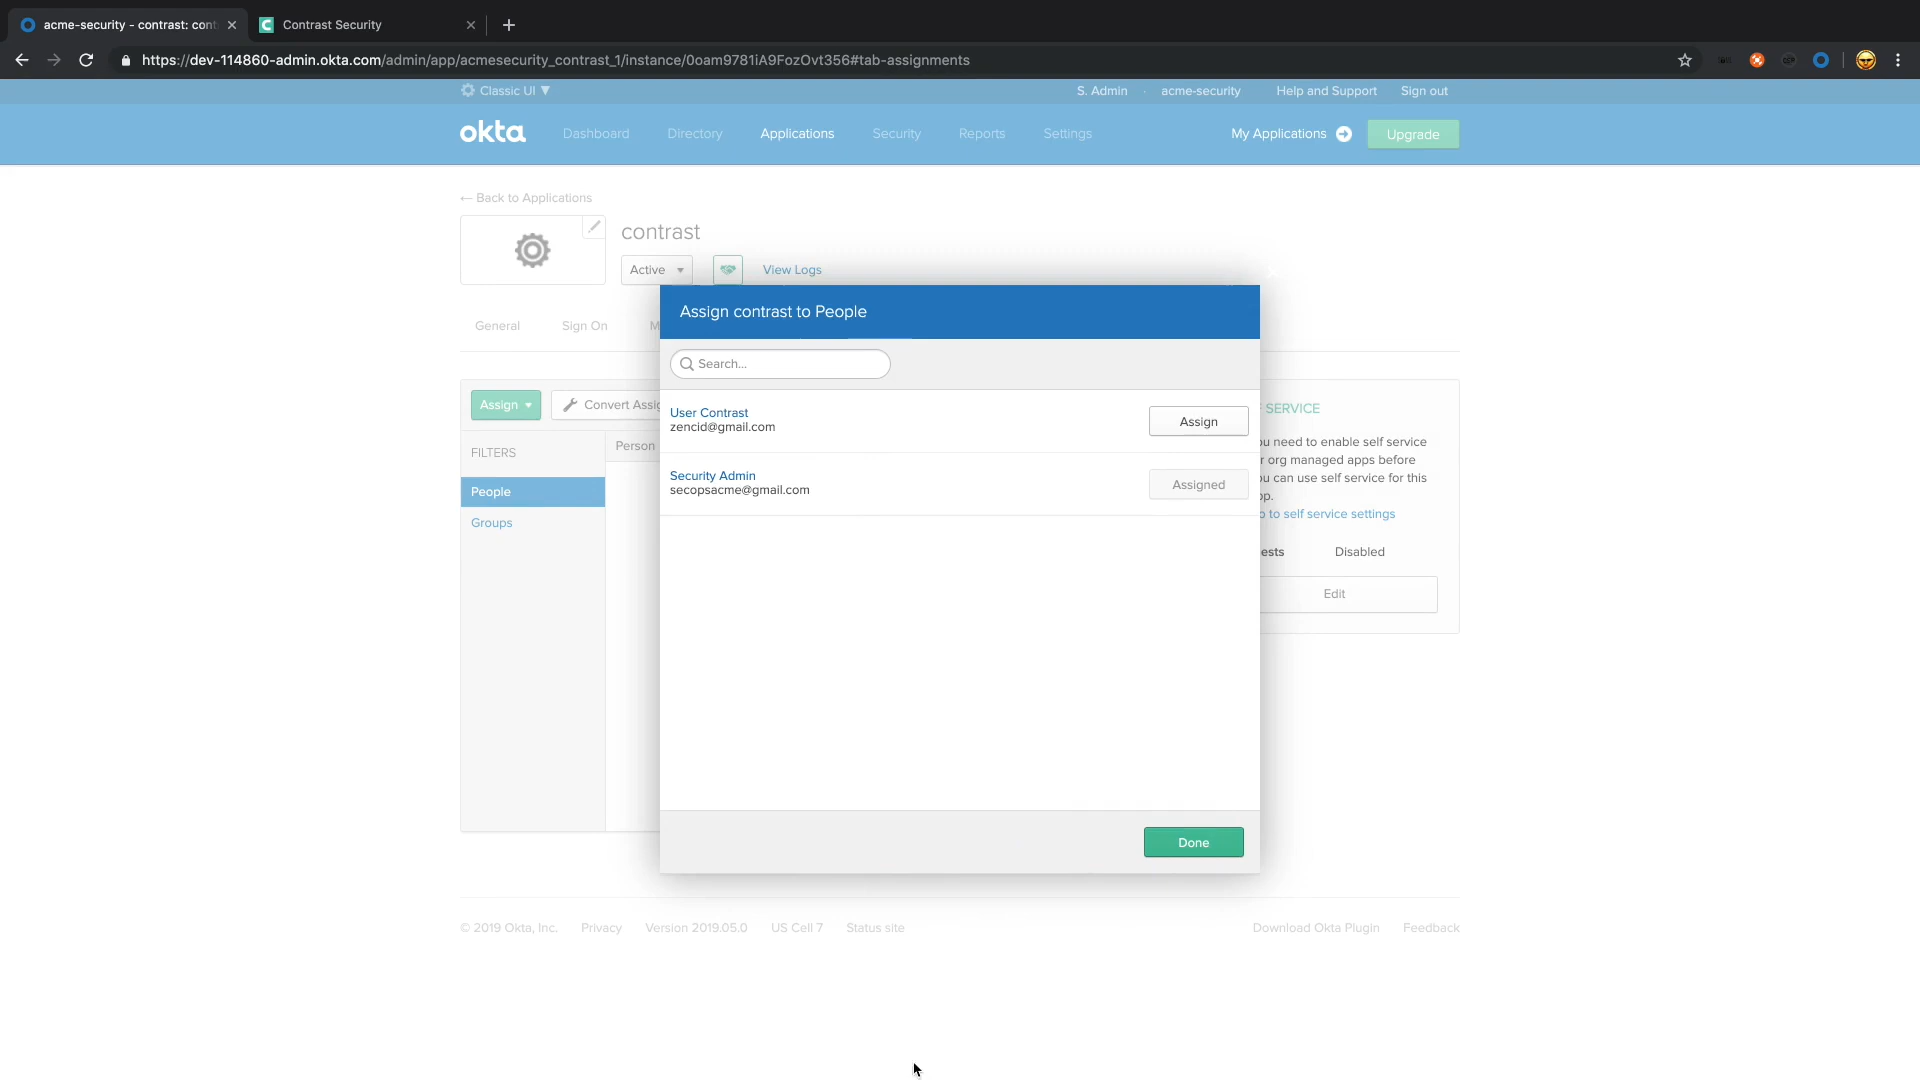 acme-security - contrast: cont
Contrast Security
https://dev-114860-admin.okta.com/admin/app/acmesecurity_contrast_1/instance/0oam9781iA9FozOvt356#tab-assignments
Classic UI
S. Admin · acme-security Help and Support Sign out
okta Dashboard Directory Applications Security Reports Settings My Applications Upgrade
← Back to Applications
contrast
Active View Logs
Assign contrast to People
General Sign On M
Search...
Assign Convert Assig
User Contrast
zencid@gmail.com
Assign
SERVICE
FILTERS Person
People
Groups
Security Admin
secopsacme@gmail.com
Assigned
ou need to enable self service
r org managed apps before
ou can use self service for this
pp.
o to self service settings
ests Disabled
Edit
Done
© 2019 Okta, Inc. Privacy Version 2019.05.0 US Cell 7 Status site Download Okta Plugin Feedback